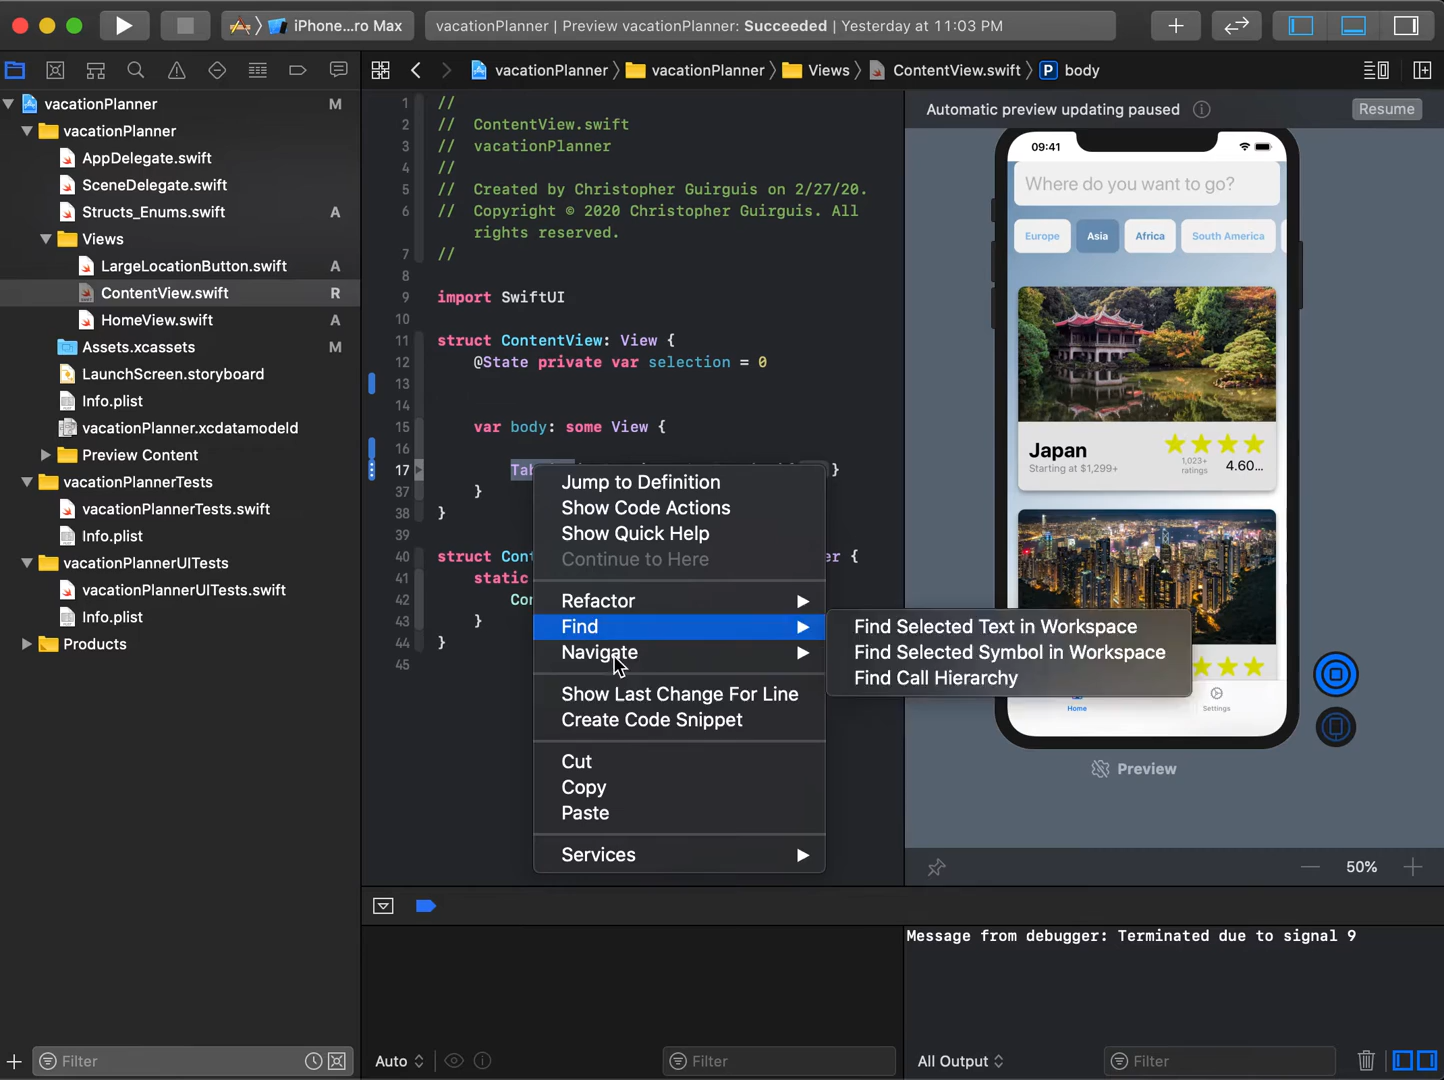 iPhone...ro Max
vacationPlanner | Preview vacationPlanner: Succeeded | Yesterday at 11:03 PM
vacationPlanner
vacationPlanner
Views
ContentView.swift
P body
vacationPlanner M
vacationPlanner
AppDelegate.swift
SceneDelegate.swift
Structs_Enums.swift A
Views
LargeLocationButton.swift A
ContentView.swift R
HomeView.swift A
Assets.xcassets M
LaunchScreen.storyboard
Info.plist
vacationPlanner.xcdatamodeld
Preview Content
vacationPlannerTests
vacationPlannerTests.swift
Info.plist
vacationPlannerUITests
vacationPlannerUITests.swift
Info.plist
Products
Filter
1 //
2 // ContentView.swift
3 // vacationPlanner
4 //
5 // Created by Christopher Guirguis on 2/27/20.
6 // Copyright © 2020 Christopher Guirguis. All
rights reserved.
7 //
8
9 import SwiftUI
10
11 struct ContentView: View {
12 @State private var selection = 0
13
14
15 var body: some View {
16
17 Tab }
37 }
38 }
39
40 struct Cont er {
41 static
42 Con
43 }
44 }
45
Jump to Definition
Show Code Actions
Show Quick Help
Continue to Here
Refactor
Find
Navigate
Show Last Change For Line
Create Code Snippet
Cut
Copy
Paste
Services
Find Selected Text in Workspace
Find Selected Symbol in Workspace
Find Call Hierarchy
Automatic preview updating paused
Resume
09:41
Where do you want to go?
Europe
Asia
Africa
South America
Japan
Starting at $1,299+
1,023+
ratings
4.60...
Home
Settings
Preview
50%
Message from debugger: Terminated due to signal 9
Auto
Filter
All Output
Filter